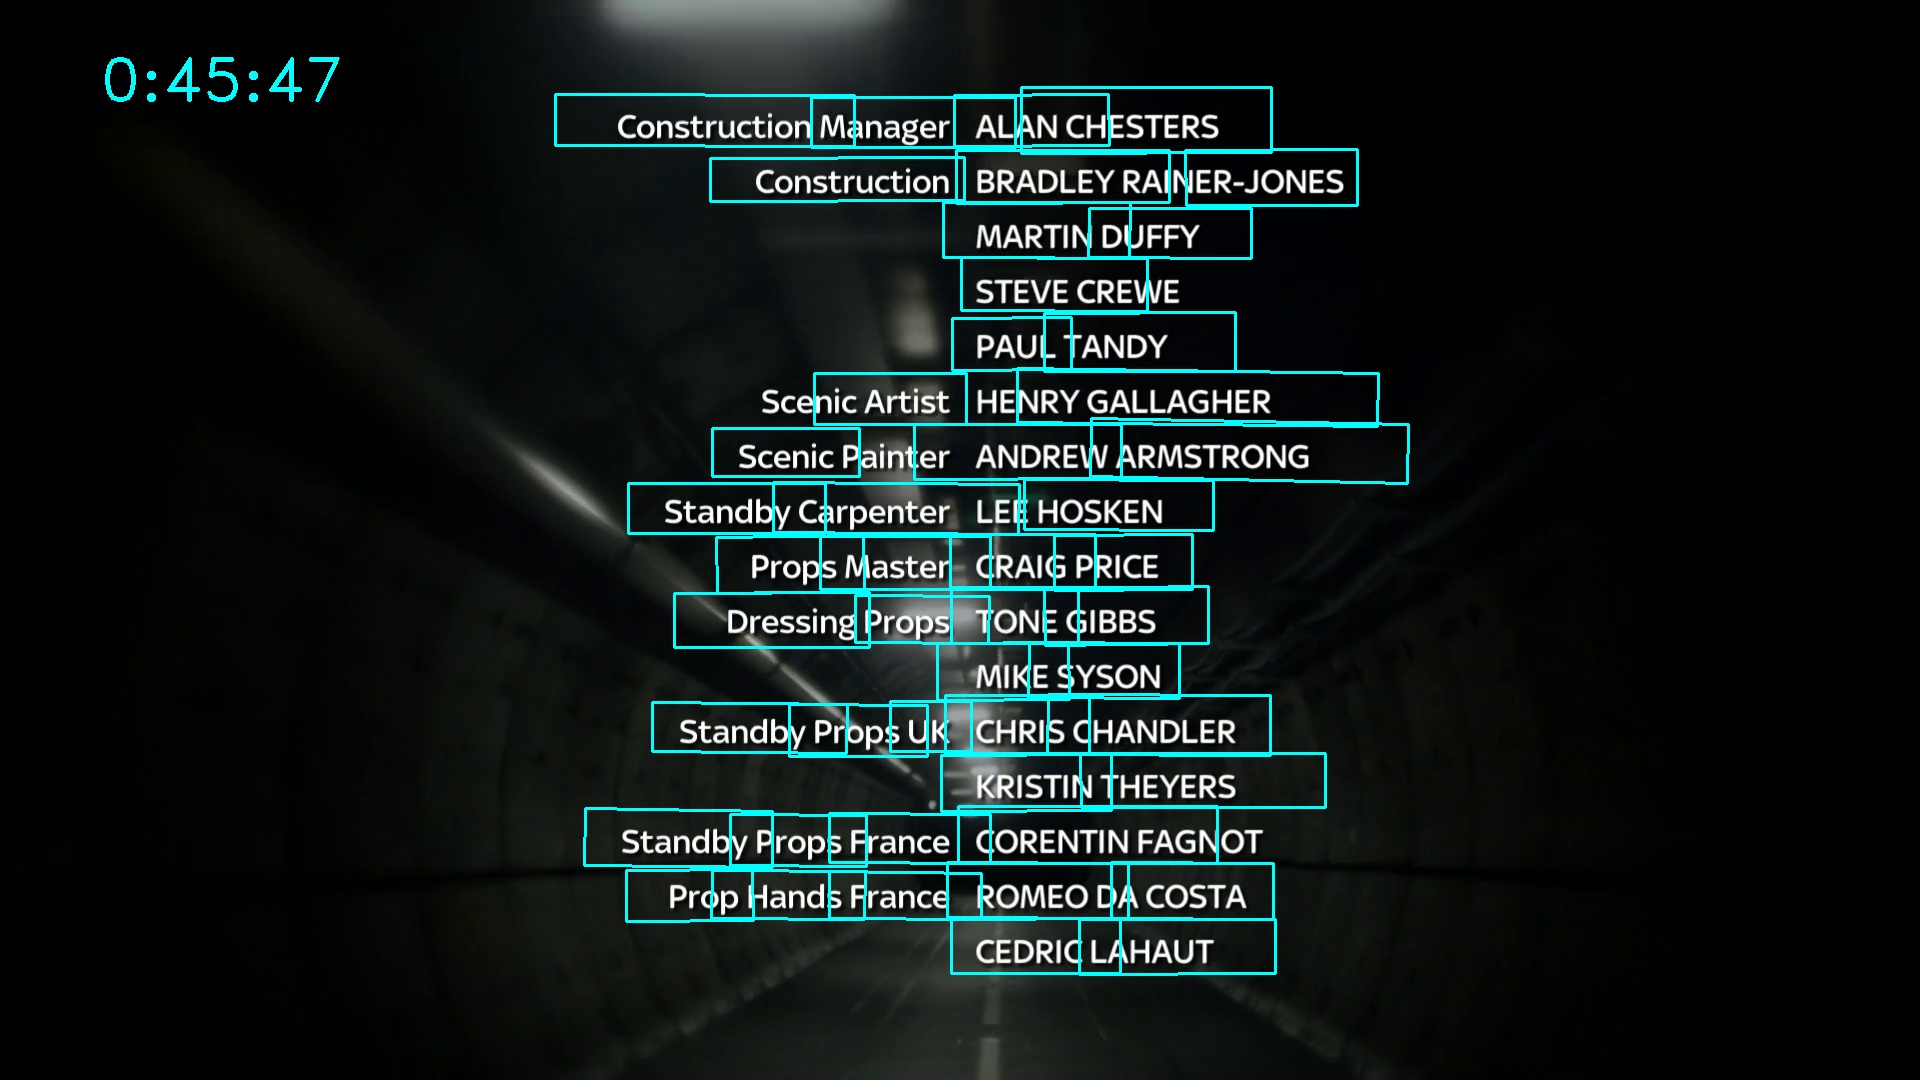 0:45:47
Construction Manager ALAN CHESTERS
Construction BRADLEY RAINER-JONES
MARTIN DUFFY
STEVE CREWE
PAUL TANDY
Scenic Artist HENRY GALLAGHER
Scenic Painter ANDREW ARMSTRONG
Standby Carpenter LEE HOSKEN
Props Master CRAIG PRICE
Dressing Props TONE GIBBS
MIKE SYSON
Standby Props UK CHRIS CHANDLER
KRISTIN THEYERS
Standby Props France CORENTIN FAGNOT
Prop Hands France ROMEO DA COSTA
CEDRIC LAHAUT